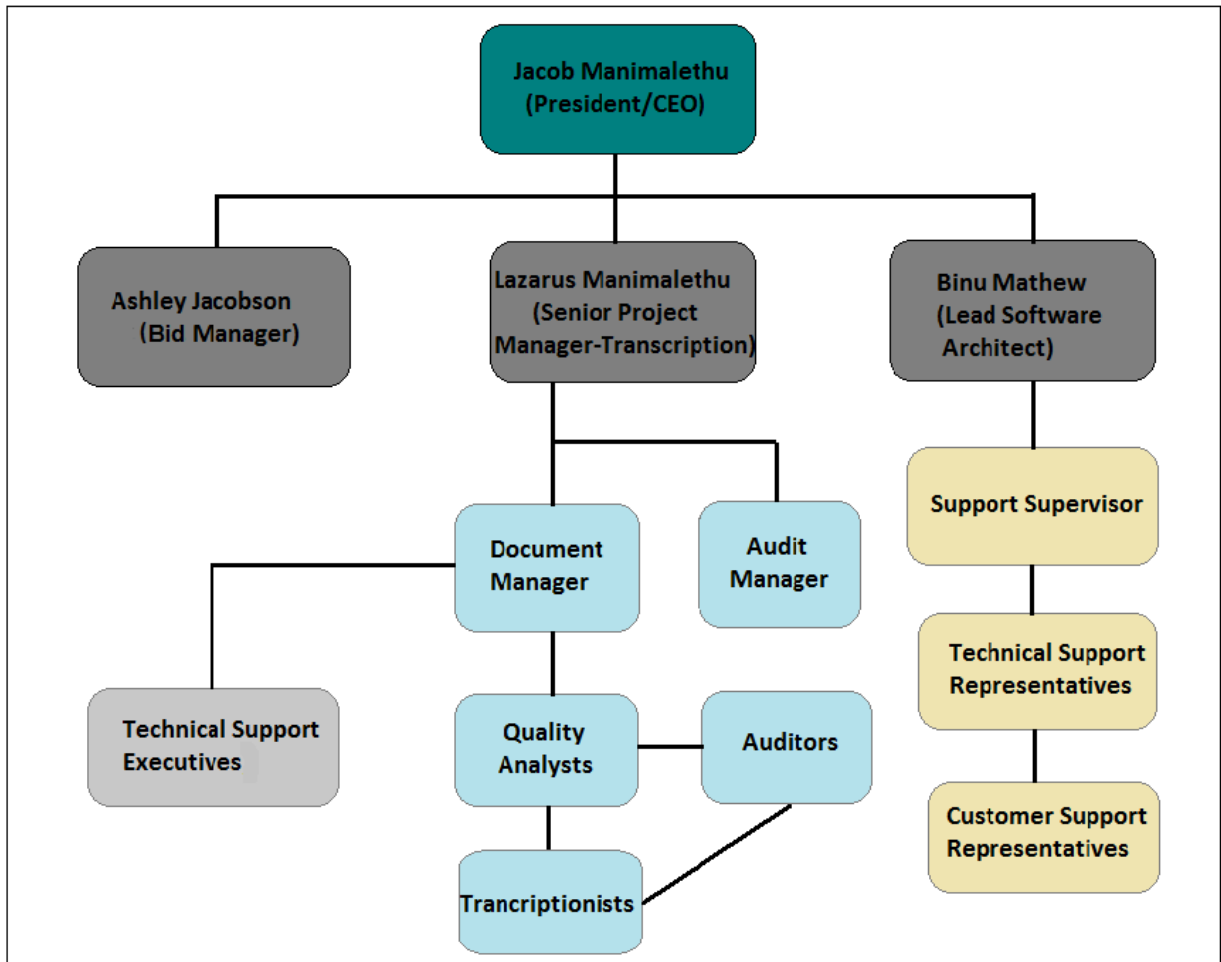 Jacob Manimalethu
(President/CEO)
Ashley Jacobson
(Bid Manager)
Lazarus Manimalethu
(Senior Project
Manager-Transcription)
Binu Mathew
(Lead Software
Architect)
Support Supervisor
Document
Manager
Audit
Manager
Technical Support
Representatives
Technical Support
Executives
Quality
Analysts
Auditors
Customer Support
Representatives
Trancriptionists